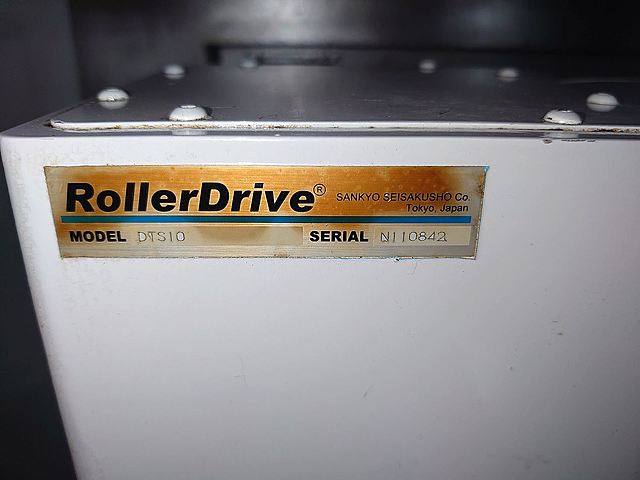 RollerDrive® SANKYO SEISAKUSHO Co.
Tokyo, Japan
MODEL DTS10 SERIAL N110842